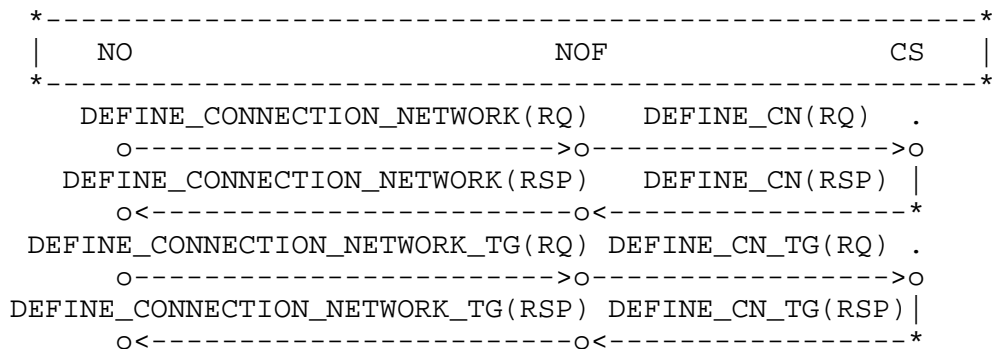 *-----------------------------------------------------*
| NO NOF CS |
*-----------------------------------------------------*
DEFINE_CONNECTION_NETWORK(RQ) DEFINE_CN(RQ) .
o------------------------->o----------------->o
DEFINE_CONNECTION_NETWORK(RSP) DEFINE_CN(RSP) |
o<-------------------------o<-----------------*
DEFINE_CONNECTION_NETWORK_TG(RQ) DEFINE_CN_TG(RQ) .
o------------------------->o----------------->o
DEFINE_CONNECTION_NETWORK_TG(RSP) DEFINE_CN_TG(RSP)|
o<-------------------------o<-----------------*